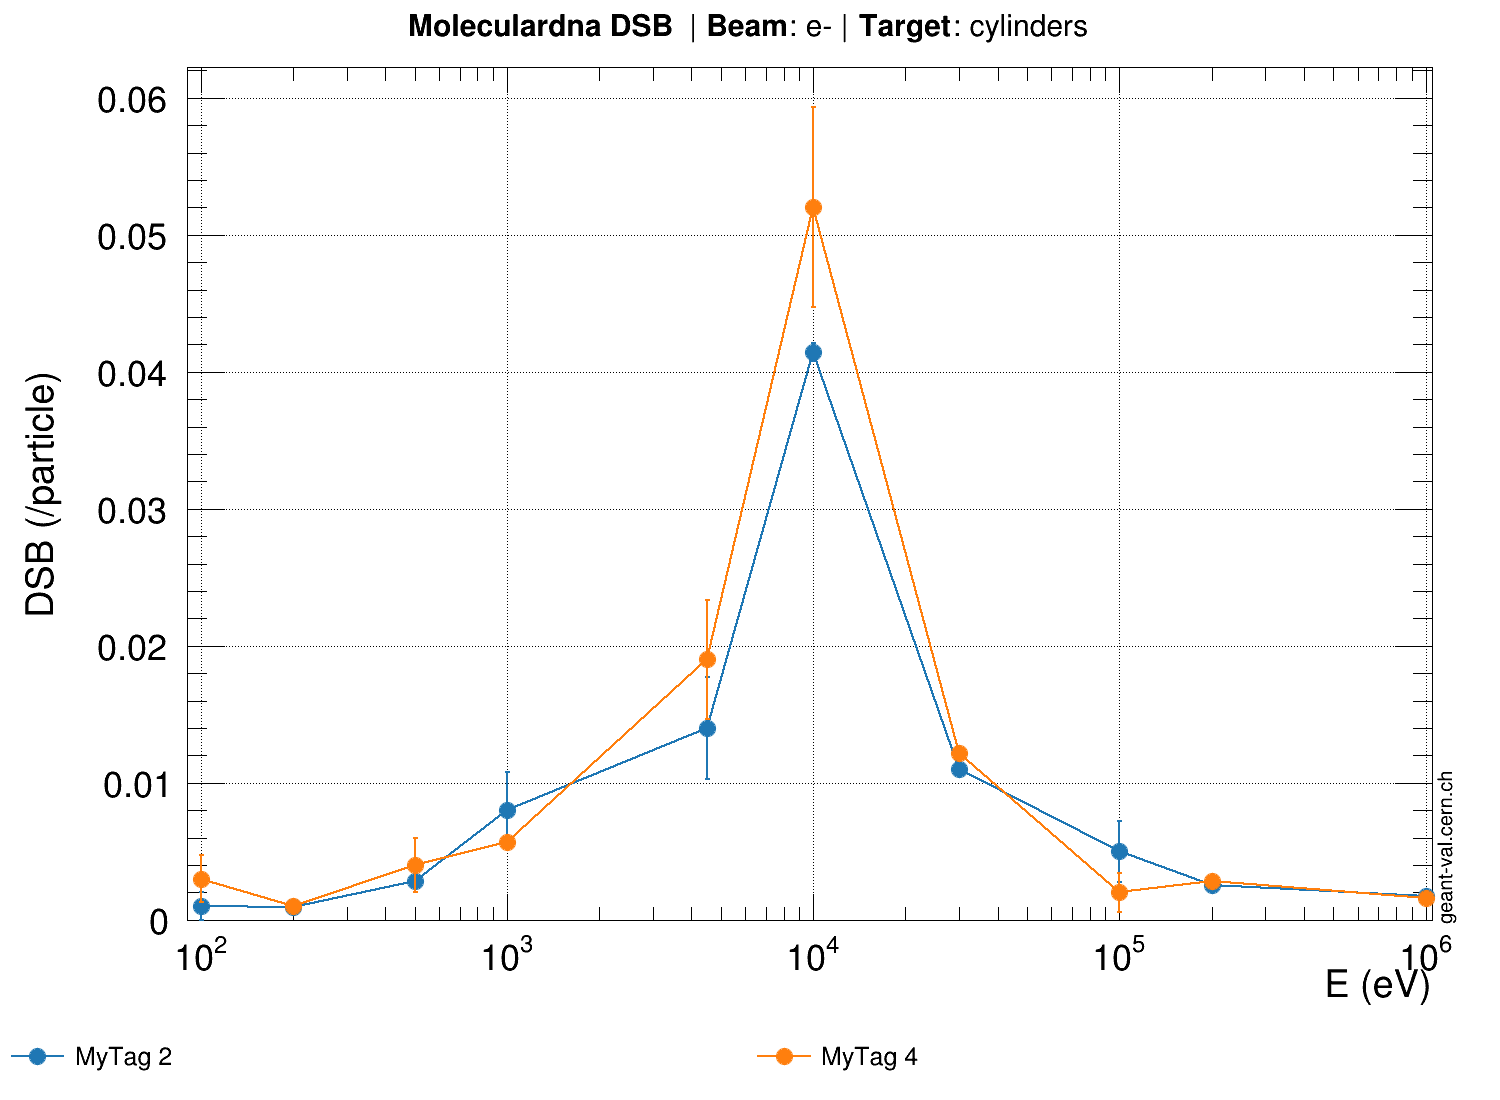 Moleculardna DSB | Beam: e- | Target: cylinders
DSB (/particle)
0.06
0.05
0.04
0.03
0.02
0.01
0
10² 10³ 10⁴ 10⁵ 10⁶
E (eV)
geant-val.cern.ch
MyTag 2 MyTag 4